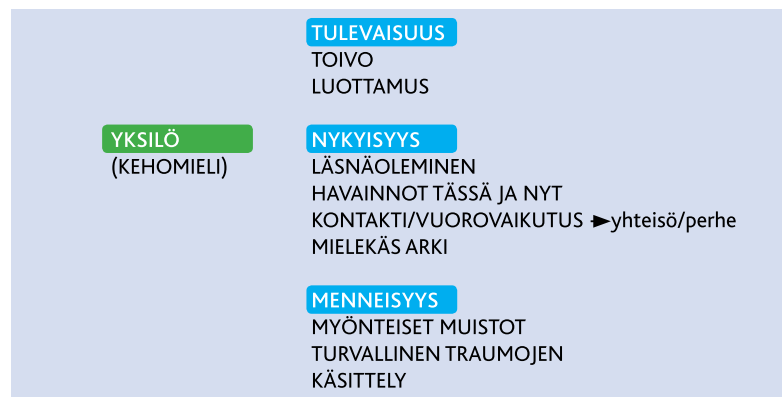 TULEVAISUUS
TOIVO
LUOTTAMUS
YKSILÖ
(KEHOMIELI)
NYKYISYYS
LÄSNÄOLEMINEN
HAVAINNOT TÄSSÄ JA NYT
KONTAKTI/VUOROVAIKUTUS ➛yhteisö/perhe
MIELEKÄS ARKI
MENNEISYYS
MYÖNTEISET MUISTOT
TURVALLINEN TRAUMOJEN
KÄSITTELY